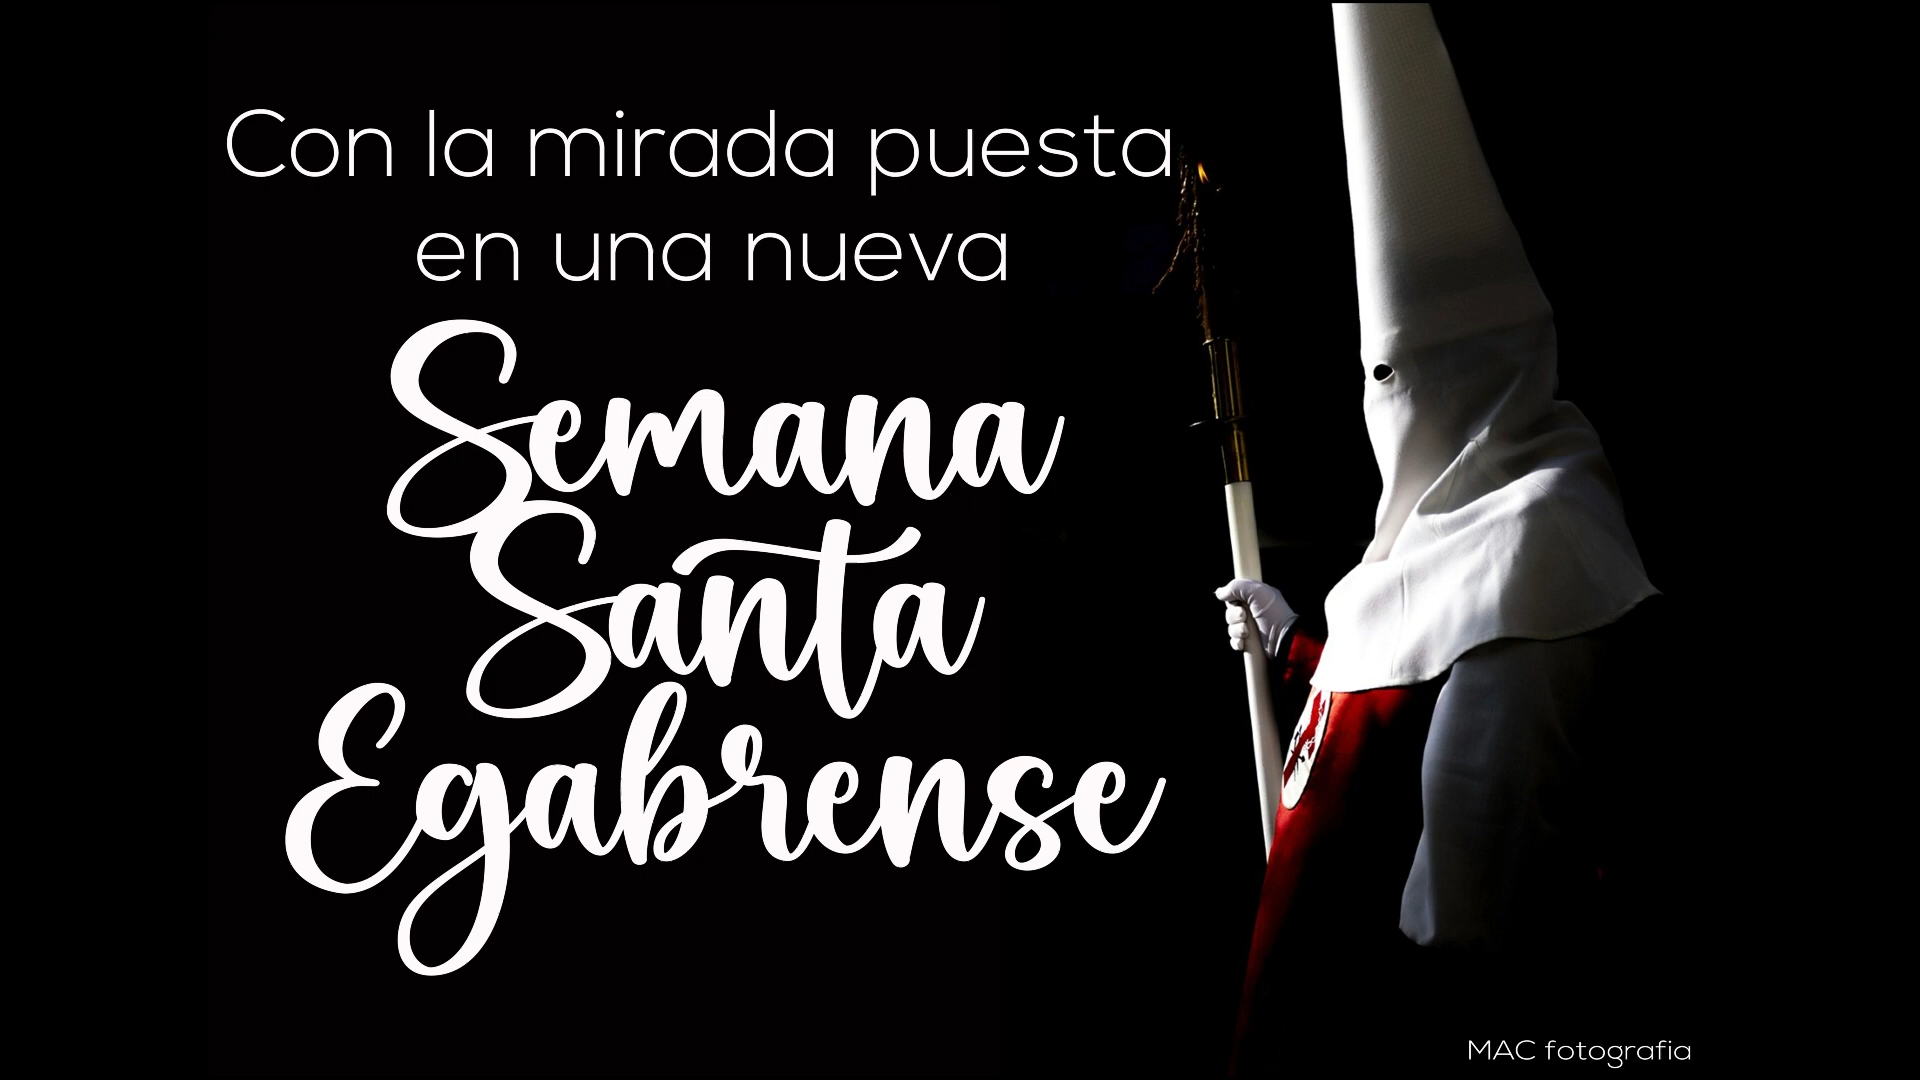 Con la mirada puesta
en una nueva
Semana
Santa
Egabrense
MAC fotografia